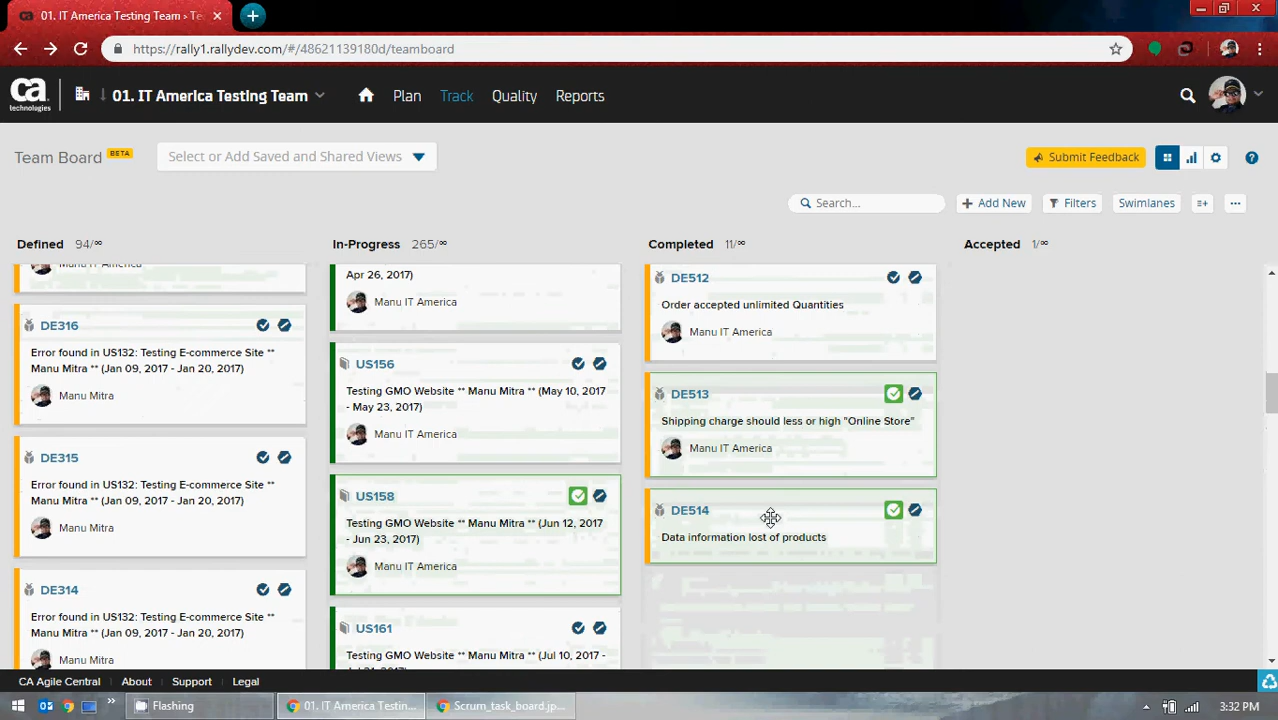 01. IT America Testing Team › Te
https://rally1.rallydev.com/#/48621139180d/teamboard
ca
technologies
01. IT America Testing Team
Plan
Track
Quality
Reports
Team Board BETA
Select or Add Saved and Shared Views
Submit Feedback
Search...
Add New
Filters
Swimlanes
Defined 94/∞
In-Progress 265/∞
Completed 11/∞
Accepted 1/∞
Manu IT America
DE316
Error found in US132: Testing E-commerce Site **
Manu Mitra ** (Jan 09, 2017 - Jan 20, 2017)
Manu Mitra
DE315
Error found in US132: Testing E-commerce Site **
Manu Mitra ** (Jan 09, 2017 - Jan 20, 2017)
Manu Mitra
DE314
Error found in US132: Testing E-commerce Site **
Manu Mitra ** (Jan 09, 2017 - Jan 20, 2017)
Manu Mitra
Apr 26, 2017)
Manu IT America
US156
Testing GMO Website ** Manu Mitra ** (May 10, 2017
- May 23, 2017)
Manu IT America
US158
Testing GMO Website ** Manu Mitra ** (Jun 12, 2017
- Jun 23, 2017)
Manu IT America
US161
Testing GMO Website ** Manu Mitra ** (Jul 10, 2017 -
DE512
Order accepted unlimited Quantities
Manu IT America
DE513
Shipping charge should less or high "Online Store"
Manu IT America
DE514
Data information lost of products
CA Agile Central
About
Support
Legal
Flashing
01. IT America Testin...
Scrum_task_board.jp...
3:32 PM